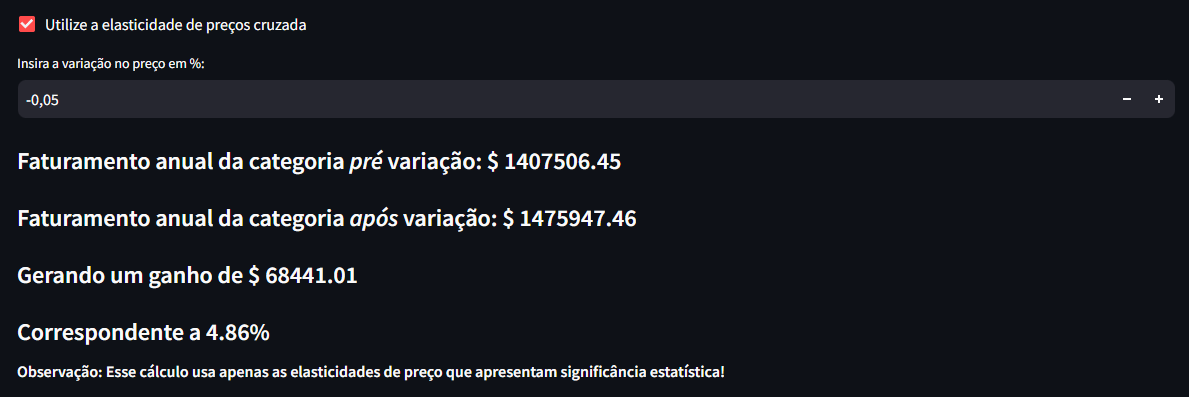 Utilize a elasticidade de preços cruzada
Insira a variação no preço em %:
-0,05
Faturamento anual da categoria pré variação: $ 1407506.45
Faturamento anual da categoria após variação: $ 1475947.46
Gerando um ganho de $ 68441.01
Correspondente a 4.86%
Observação: Esse cálculo usa apenas as elasticidades de preço que apresentam significância estatística!